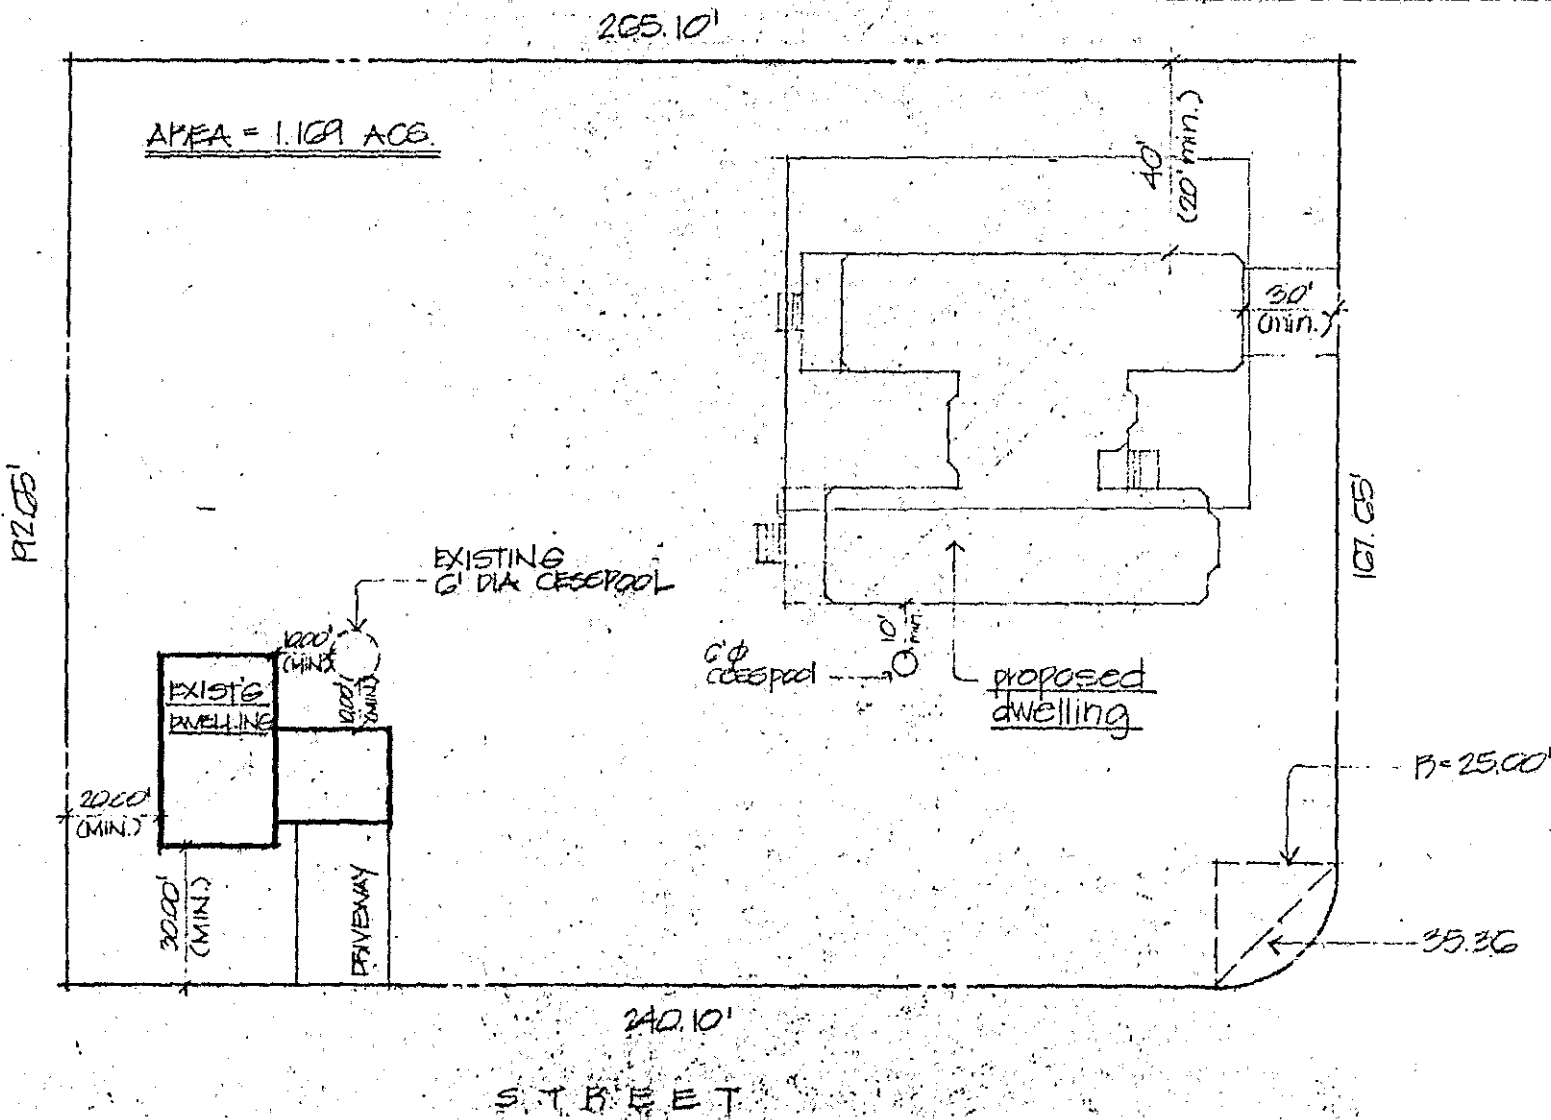 265.10'
AREA = 1.169 ACS.
40'
(20' min.)
30'
(min.)
192.65'
167.65'
EXISTING
6' DIA CESSPOOL
10.00'
(MIN)
10.00'
(MIN)
EXIST'G
DWELLING
6'ϕ
cesspool
10'
min.
proposed
dwelling
R=25.00'
20.00'
(MIN.)
30.00'
(MIN.)
DRIVEWAY
35.36
240.10'
STREET